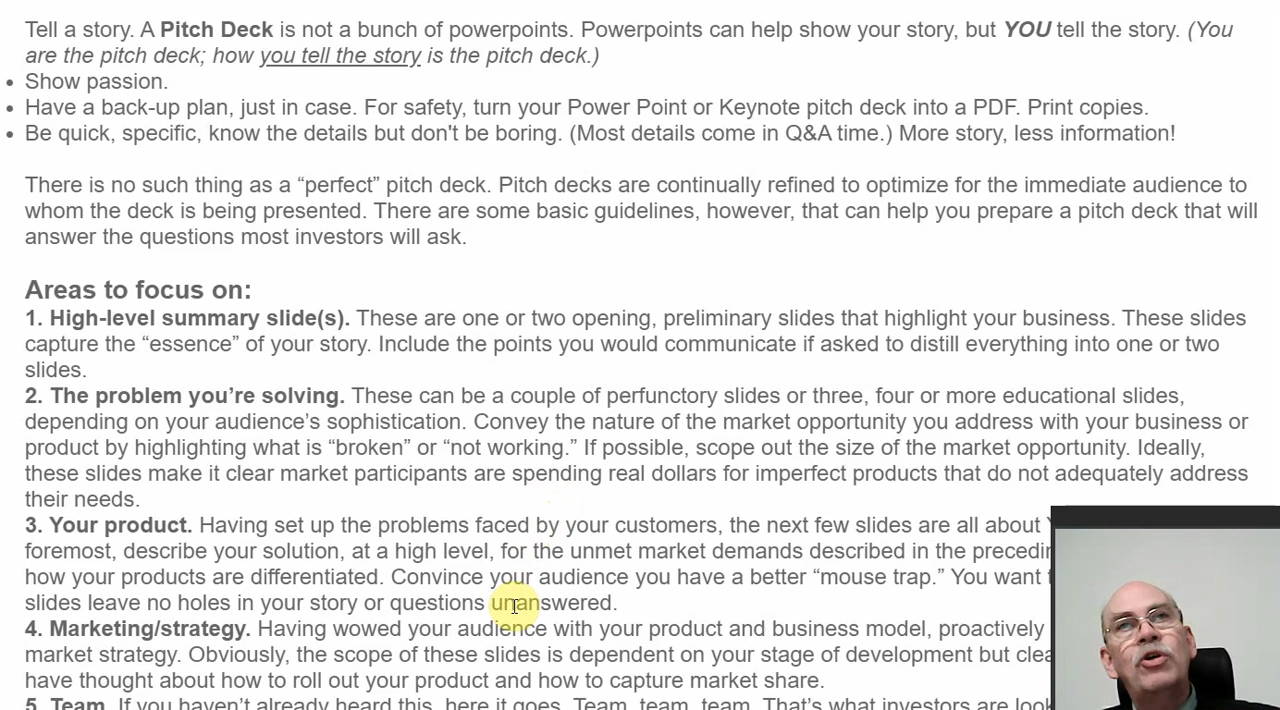 Tell a story. A Pitch Deck is not a bunch of powerpoints. Powerpoints can help show your story, but YOU tell the story. (You
are the pitch deck; how you tell the story is the pitch deck.)
• Show passion.
• Have a back-up plan, just in case. For safety, turn your Power Point or Keynote pitch deck into a PDF. Print copies.
• Be quick, specific, know the details but don't be boring. (Most details come in Q&A time.) More story, less information!
There is no such thing as a “perfect” pitch deck. Pitch decks are continually refined to optimize for the immediate audience to
whom the deck is being presented. There are some basic guidelines, however, that can help you prepare a pitch deck that will
answer the questions most investors will ask.
Areas to focus on:
1. High-level summary slide(s). These are one or two opening, preliminary slides that highlight your business. These slides
capture the “essence” of your story. Include the points you would communicate if asked to distill everything into one or two
slides.
2. The problem you’re solving. These can be a couple of perfunctory slides or three, four or more educational slides,
depending on your audience’s sophistication. Convey the nature of the market opportunity you address with your business or
product by highlighting what is “broken” or “not working.” If possible, scope out the size of the market opportunity. Ideally,
these slides make it clear market participants are spending real dollars for imperfect products that do not adequately address
their needs.
3. Your product. Having set up the problems faced by your customers, the next few slides are all about
foremost, describe your solution, at a high level, for the unmet market demands described in the
how your products are differentiated. Convince your audience you have a better “mouse trap.” You want
slides leave no holes in your story or questions unanswered.
4. Marketing/strategy. Having wowed your audience with your product and business model, proactively
market strategy. Obviously, the scope of these slides is dependent on your stage of development but
have thought about how to roll out your product and how to capture market share.
5. Team. If you haven’t already heard this, here it goes. Team, team, team. That’s what investors are